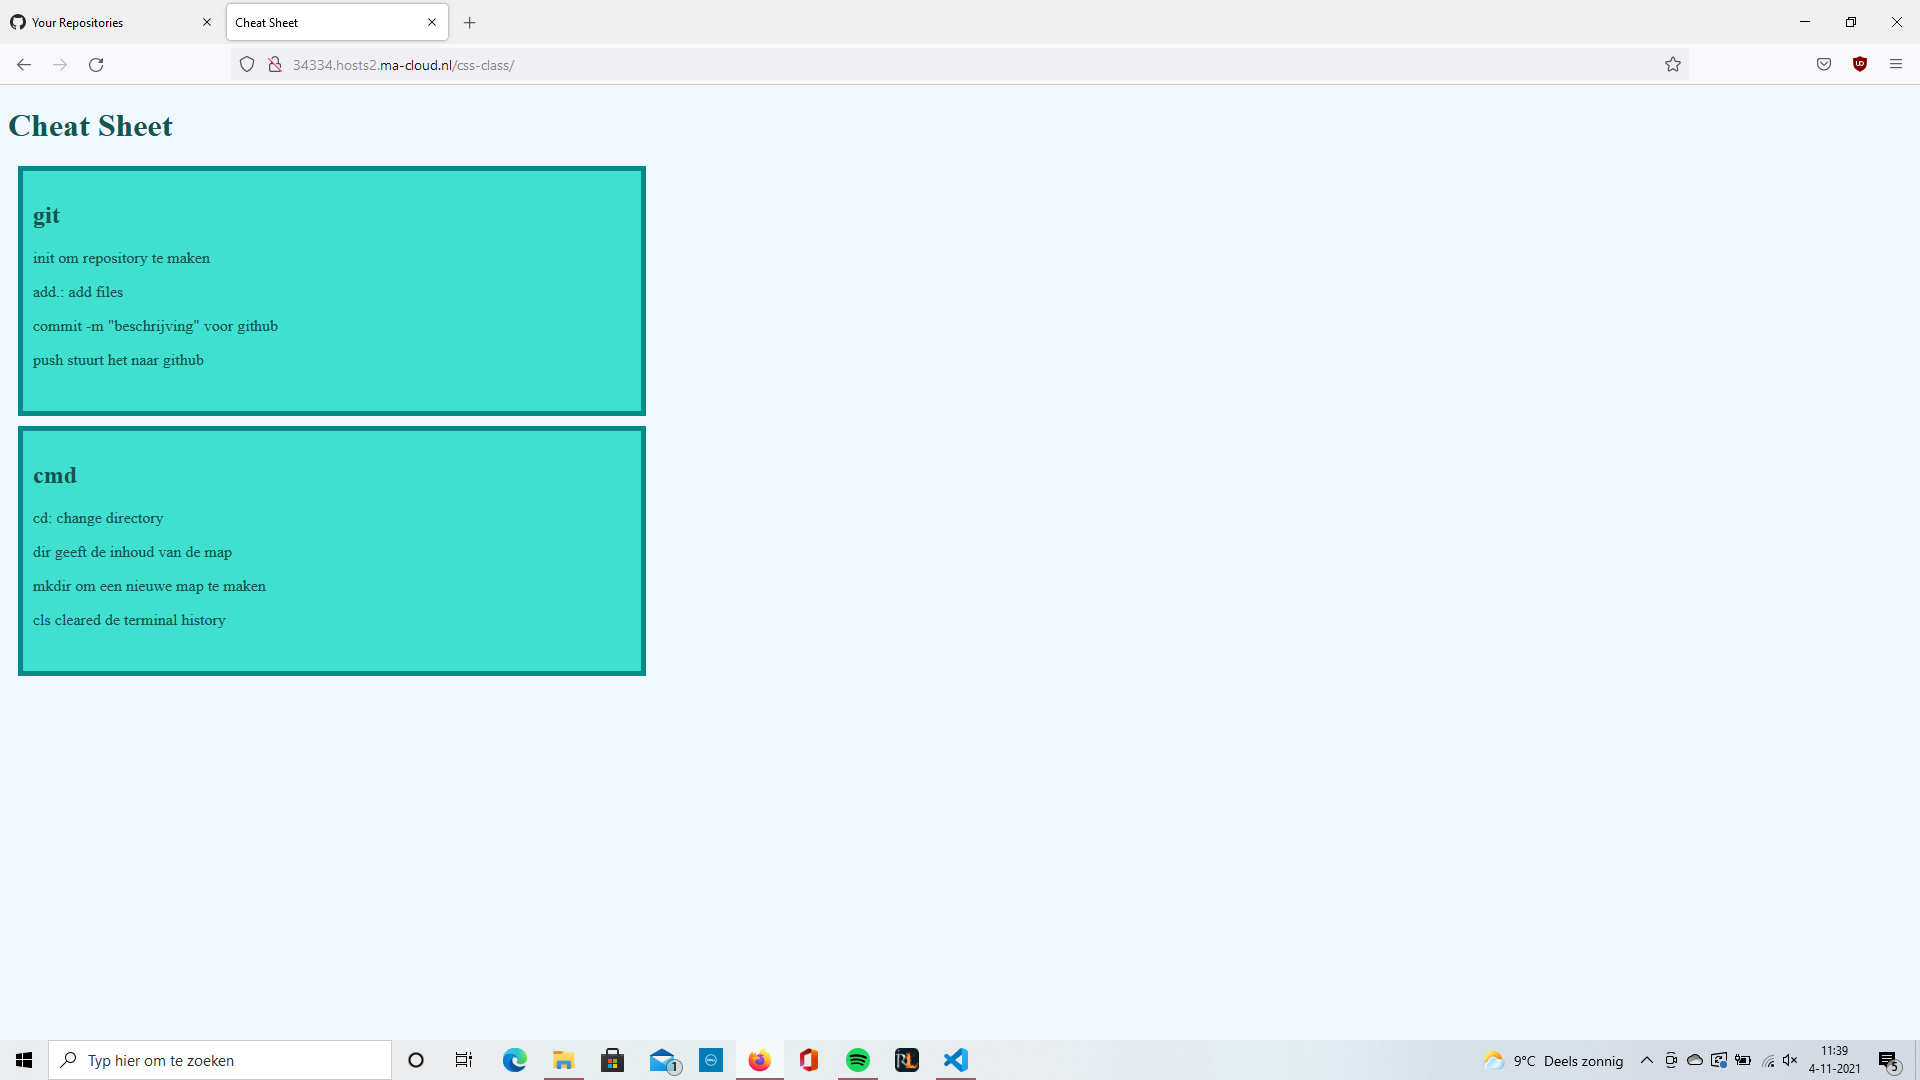 Your Repositories
Cheat Sheet
34334.hosts2.ma-cloud.nl/css-class/
Cheat Sheet
git
init om repository te maken
add.: add files
commit -m "beschrijving" voor github
push stuurt het naar github
cmd
cd: change directory
dir geeft de inhoud van de map
mkdir om een nieuwe map te maken
cls cleared de terminal history
Typ hier om te zoeken
1
RL
9°C Deels zonnig
11:39
4-11-2021
5